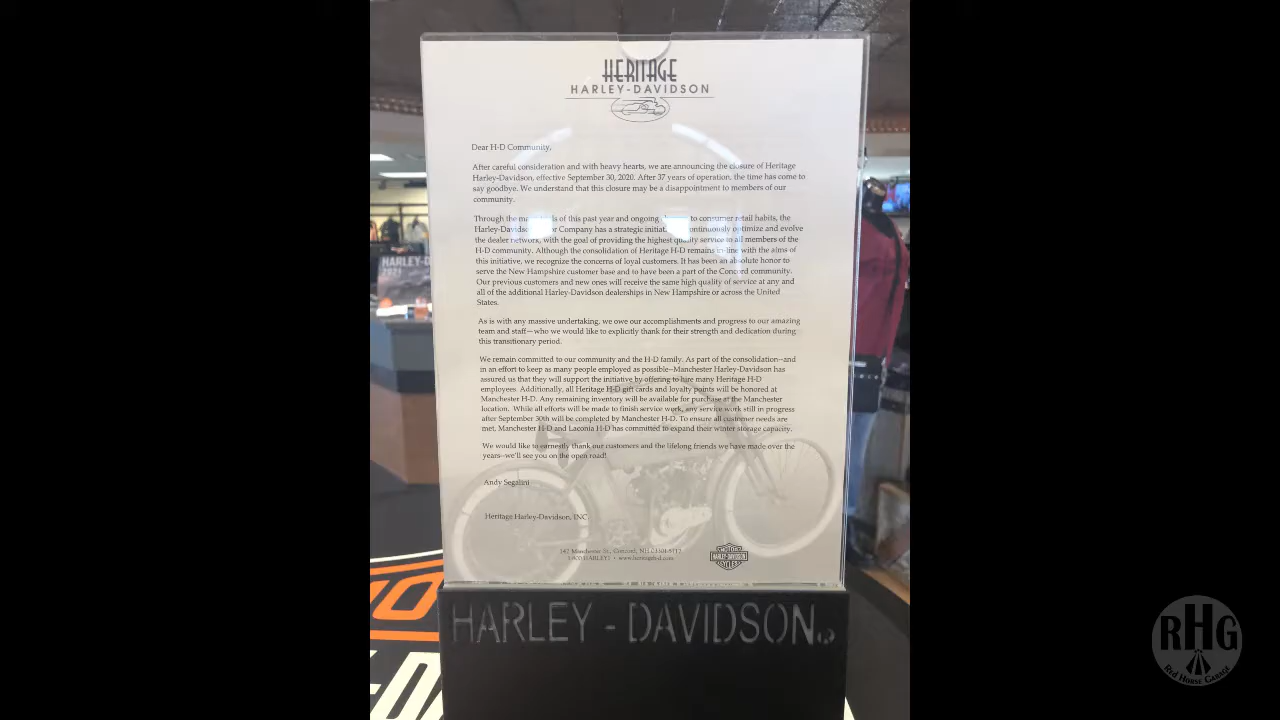 HERITAGE
HARLEY-DAVIDSON
Dear H-D Community,
After careful consideration and with heavy hearts, we are announcing the closure of Heritage
Harley-Davidson, effective September 30, 2020. After 37 years of operation, the time has come to
say goodbye. We understand that this closure may be a disappointment to members of our
community.
Through the of this past year and ongoing to consumer retail habits, the
Harley-Davidson Company has a strategic continuously optimize and evolve
the dealer network, with the goal of providing the highest quality service to all members of the
H-D community. Although the consolidation of Heritage H-D remains in-line with the aims of
this initiative, we recognize the concerns of loyal customers. It has been an absolute honor to
serve the New Hampshire customer base and to have been a part of the Concord community.
Our previous customers and new ones will receive the same high quality of service at any and
all of the additional Harley-Davidson dealerships in New Hampshire or across the United
States.
As is with any massive undertaking, we owe our accomplishments and progress to our amazing
team and staff—who we would like to explicitly thank for their strength and dedication during
this transitionary period.
We remain committed to our community and the H-D family. As part of the consolidation--and
in an effort to keep as many people employed as possible--Manchester Harley-Davidson has
assured us that they will support the initiative by offering to hire many Heritage H-D
employees. Additionally, all Heritage H-D gift cards and loyalty points will be honored at
Manchester H-D. Any remaining inventory will be available for purchase at the Manchester
location. While all efforts will be made to finish service work, any service work still in progress
after September 30th will be completed by Manchester H-D. To ensure all customer needs are
met, Manchester H-D and Laconia H-D has committed to expand their winter storage capacity.
We would like to earnestly thank our customers and the lifelong friends we have made over the
years--we'll see you on the open road!
Andy Segalini
Heritage Harley-Davidson, INC.
142 Manchester St., Concord, NH
www.heritageh-d.com
MOTOR
HARLEY-DAVIDSON
CYCLES
HARLEY - DAVIDSON
HARLEY-D
2021
RHG
RED HORSE GARAGE